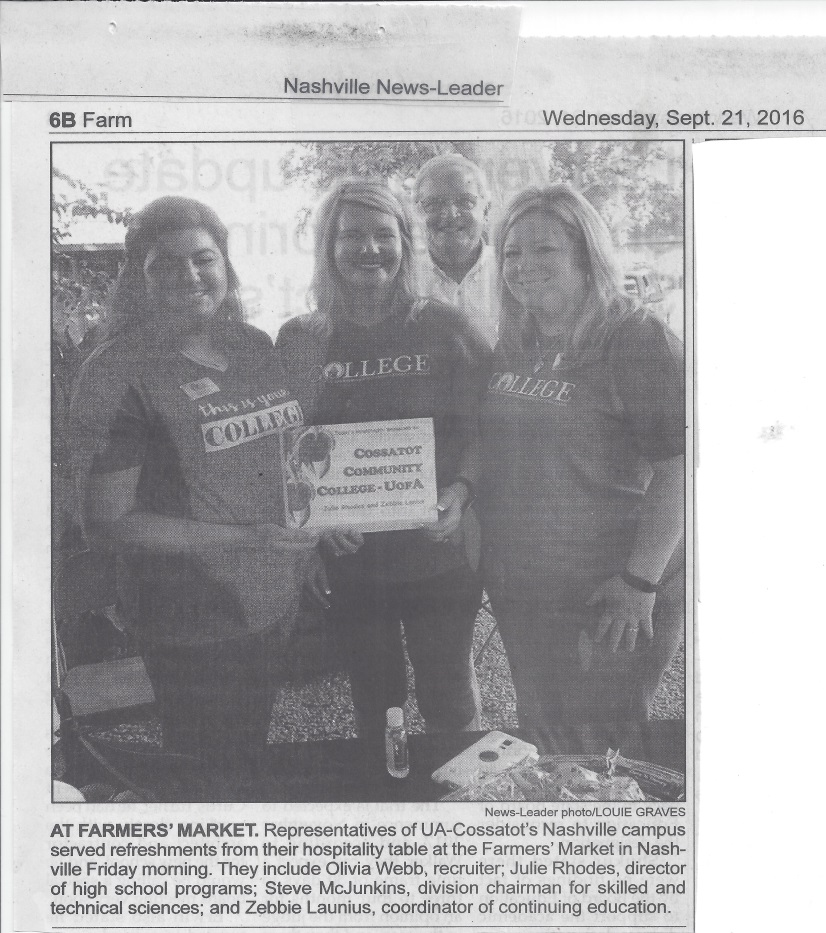 Nashville News-Leader
6B Farm
Wednesday, Sept. 21, 2016
COLLEGE
COLLEGE
this is your
COLLEGE
COSSATOT
COMMUNITY
COLLEGE - UOFA
Julie Rhodes and Zebbie Launius
News-Leader photo/LOUIE GRAVES
AT FARMERS' MARKET. Representatives of UA-Cossatot's Nashville campus
served refreshments from their hospitality table at the Farmers' Market in Nash-
ville Friday morning. They include Olivia Webb, recruiter; Julie Rhodes, director
of high school programs; Steve McJunkins, division chairman for skilled and
technical sciences; and Zebbie Launius, coordinator of continuing education.